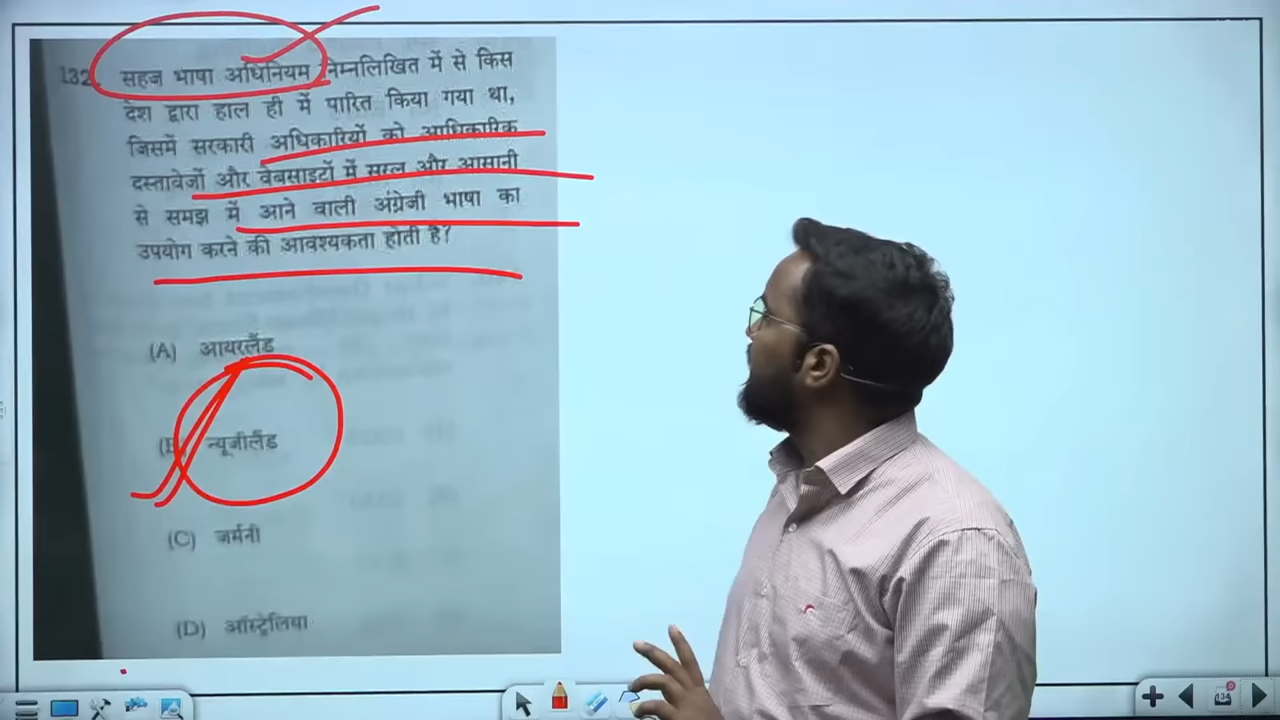 132. सहज भाषा अधिनियम निम्नलिखित में से किस
देश द्वारा हाल ही में पारित किया गया था,
जिसमें सरकारी अधिकारियों को आधिकारिक
दस्तावेजों और वेबसाइटों में सरल और आसानी
से समझ में आने वाली अंग्रेजी भाषा का
उपयोग करने की आवश्यकता होती है?
(A) आयरलैंड
(B) न्यूजीलैंड
(C) जर्मनी
(D) ऑस्ट्रेलिया
134